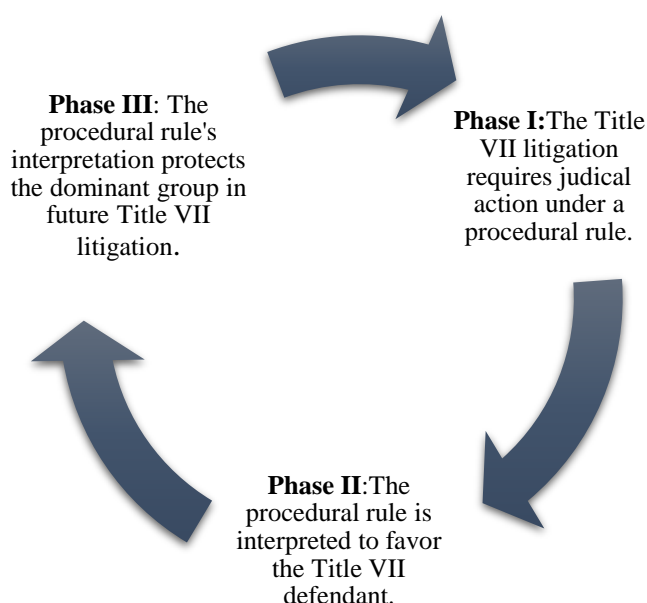 Phase III: The
procedural rule's
interpretation protects
the dominant group in
future Title VII
litigation.
Phase I:The Title
VII litigation
requires judical
action under a
procedural rule.
Phase II:The
procedural rule is
interpreted to favor
the Title VII
defendant.